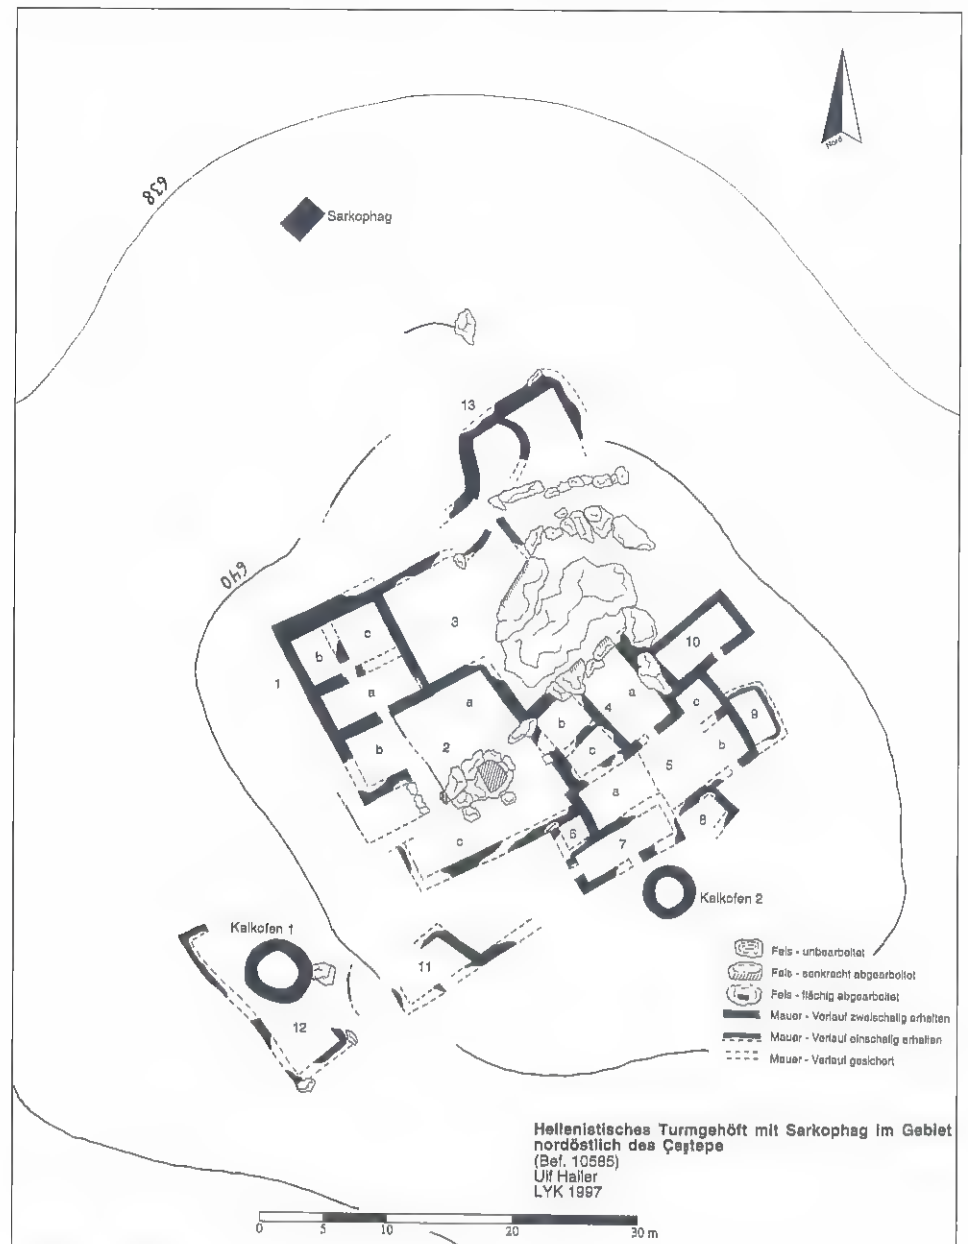 Nord
638
Sarkophag
13
640
3
c
b
1
a
10
a
a
4
c
b
9
b
2
c
5
b
a
6
8
7
c
Kalkofen 2
Kalkofen 1
11
12
Fels - unbearbeitet
Fels - senkrecht abgearbeitet
Fels - flächig abgearbeitet
Mauer - Verlauf zweischalig erhalten
Mauer - Verlauf einschalig erhalten
Mauer - Verlauf gesichert
Hellenistisches Turmgehöft mit Sarkophag im Gebiet
nordöstlich des Çeştepe
(Bef. 10585)
Ulf Hailer
LYK 1997
0 5 10 20 30 m